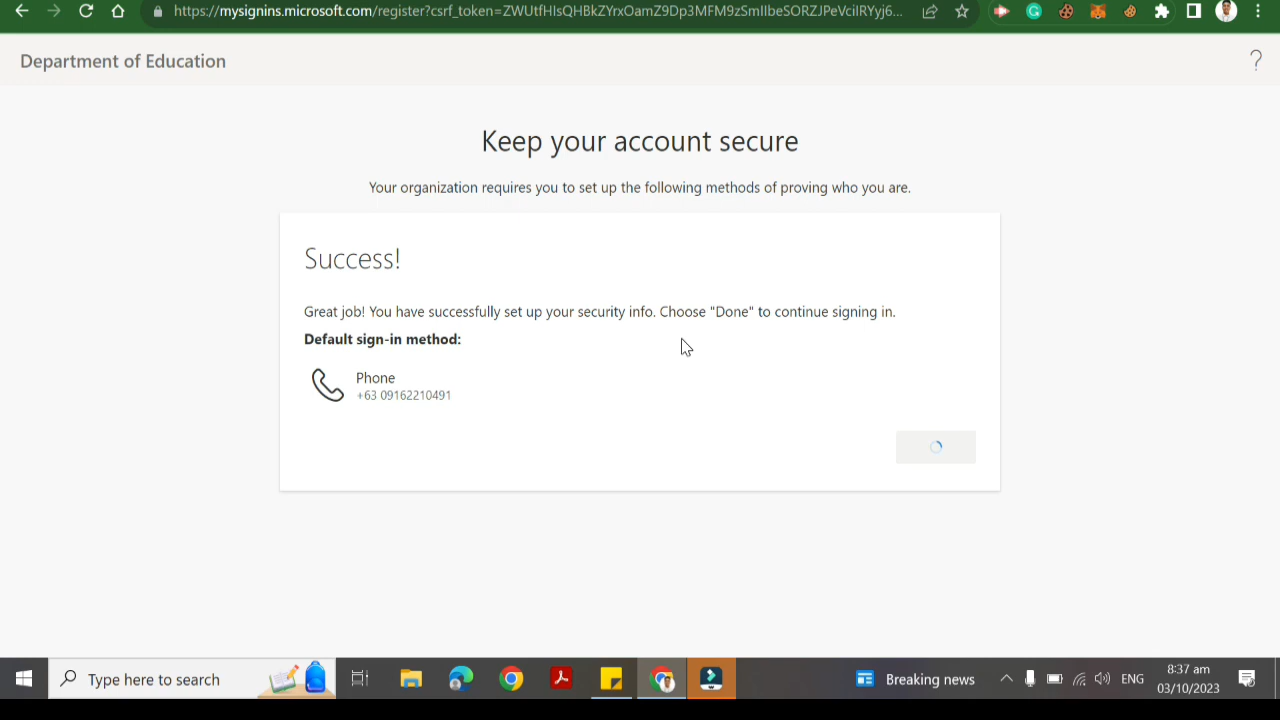 https://mysignins.microsoft.com/register?csrf_token=ZWUtfHIsQHBkZYrxOamZ9Dp3MFM9zSmIIbeSORZJPeVciIRYyj6...
Department of Education
?
Keep your account secure
Your organization requires you to set up the following methods of proving who you are.
Success!
Great job! You have successfully set up your security info. Choose "Done" to continue signing in.
Default sign-in method:
Phone
+63 09162210491
Type here to search
Breaking news
ENG
8:37 am
03/10/2023